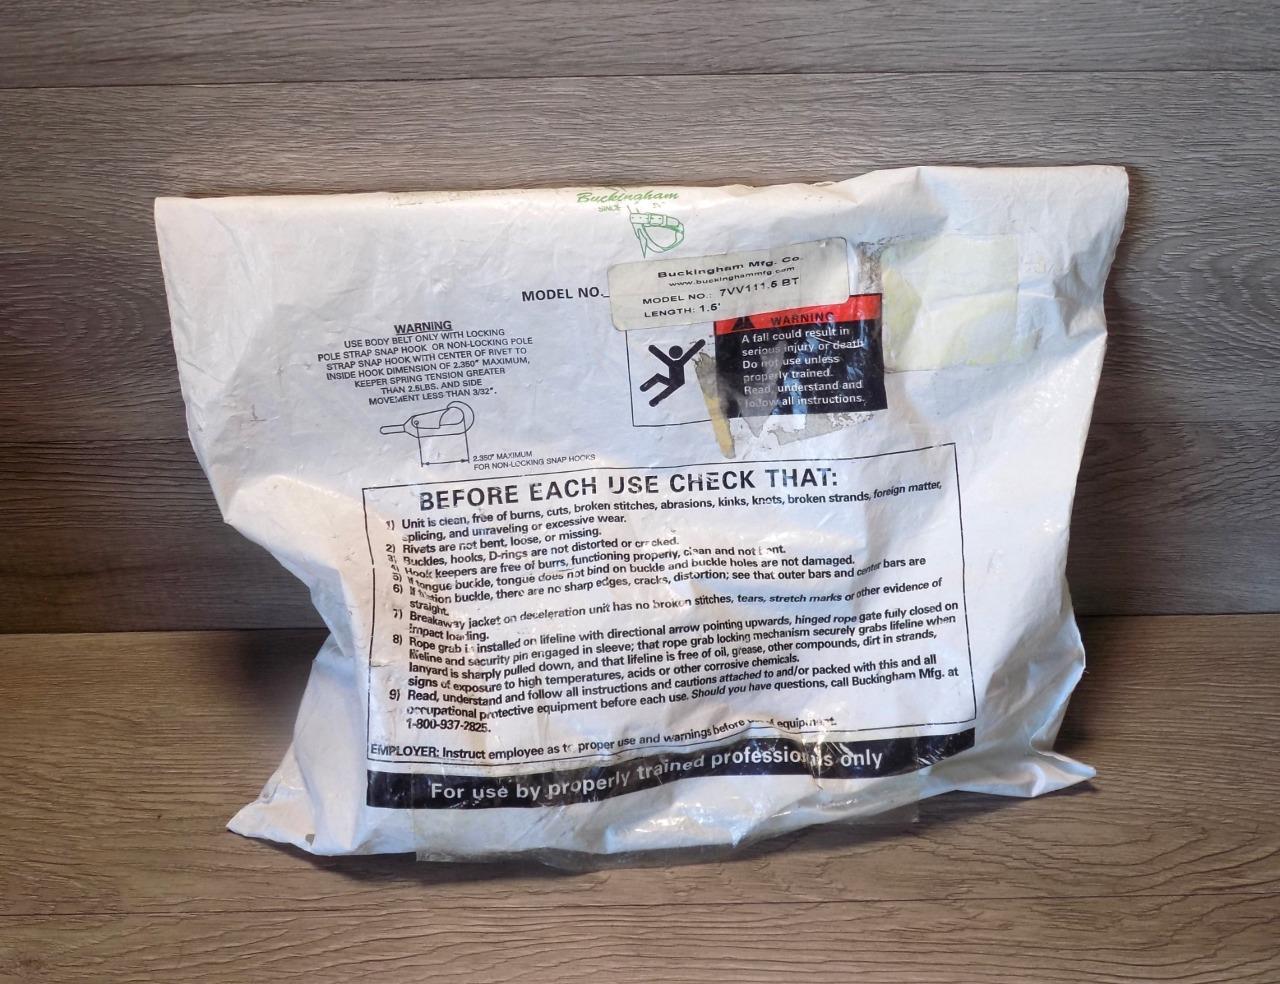 Buckingham
SINCE
Buckingham Mfg. Co.
www.buckinghammfg.com
MODEL NO.: 7VV111.5 BT
LENGTH: 1.5'
MODEL NO.
WARNING
USE BODY BELT ONLY WITH LOCKING
POLE STRAP SNAP HOOK OR NON-LOCKING POLE
STRAP SNAP HOOK WITH CENTER OF RIVET TO
INSIDE HOOK DIMENSION OF 2.350" MAXIMUM,
KEEPER SPRING TENSION GREATER
THAN 2.5LBS. AND SIDE
MOVEMENT LESS THAN 3/32".
2.350" MAXIMUM
FOR NON-LOCKING SNAP HOOKS
WARNING
A fall could result in
serious injury or death
Do not use unless
properly trained.
Read, understand and
follow all instructions.
BEFORE EACH USE CHECK THAT:
1) Unit is clean, free of burns, cuts, broken stitches, abrasions, kinks, knots, broken strands, foreign matter,
splicing, and unraveling or excessive wear.
2) Rivets are not bent, loose, or missing.
3) Buckles, hooks, D-rings are not distorted or cracked.
4) Hook keepers are free of burrs, functioning properly, clean and not bent.
5) If tongue buckle, tongue does not bind on buckle and buckle holes are not damaged.
6) If friction buckle, there are no sharp edges, cracks, distortion; see that outer bars and center bars are
straight.
7) Breakaway jacket on deceleration unit has no broken stitches, tears, stretch marks or other evidence of
impact loading.
8) Rope grab is installed on lifeline with directional arrow pointing upwards, hinged rope gate fully closed on
lifeline and security pin engaged in sleeve; that rope grab locking mechanism securely grabs lifeline when
lanyard is sharply pulled down, and that lifeline is free of oil, grease, other compounds, dirt in strands,
signs of exposure to high temperatures, acids or other corrosive chemicals.
9) Read, understand and follow all instructions and cautions attached to and/or packed with this and all
occupational protective equipment before each use. Should you have questions, call Buckingham Mfg. at
1-800-937-2825.
EMPLOYER: Instruct employee as to proper use and warnings before use of equipment.
For use by properly trained professionals only